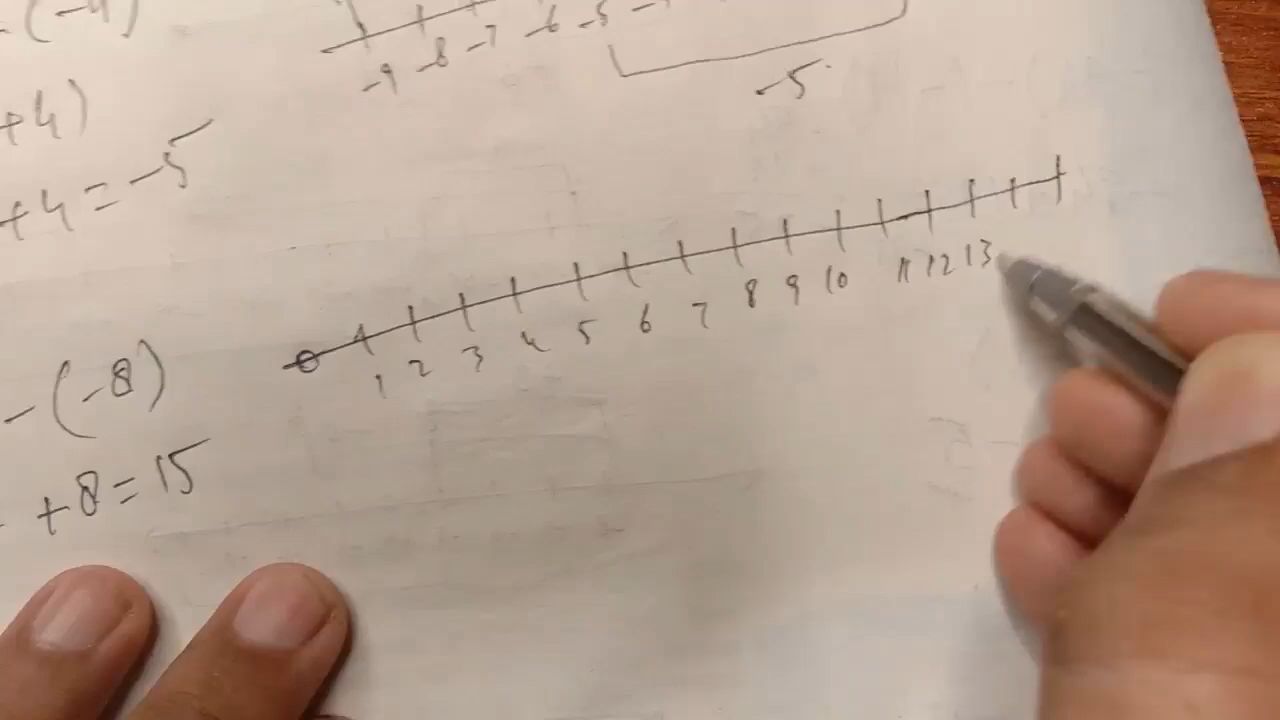 -(-4)
-9 -8 -7 -6 -5
-5
+4)
+4 = -5
0 1 2 3 4 5 6 7 8 9 10 11 12 13
-(-8)
+8 = 15